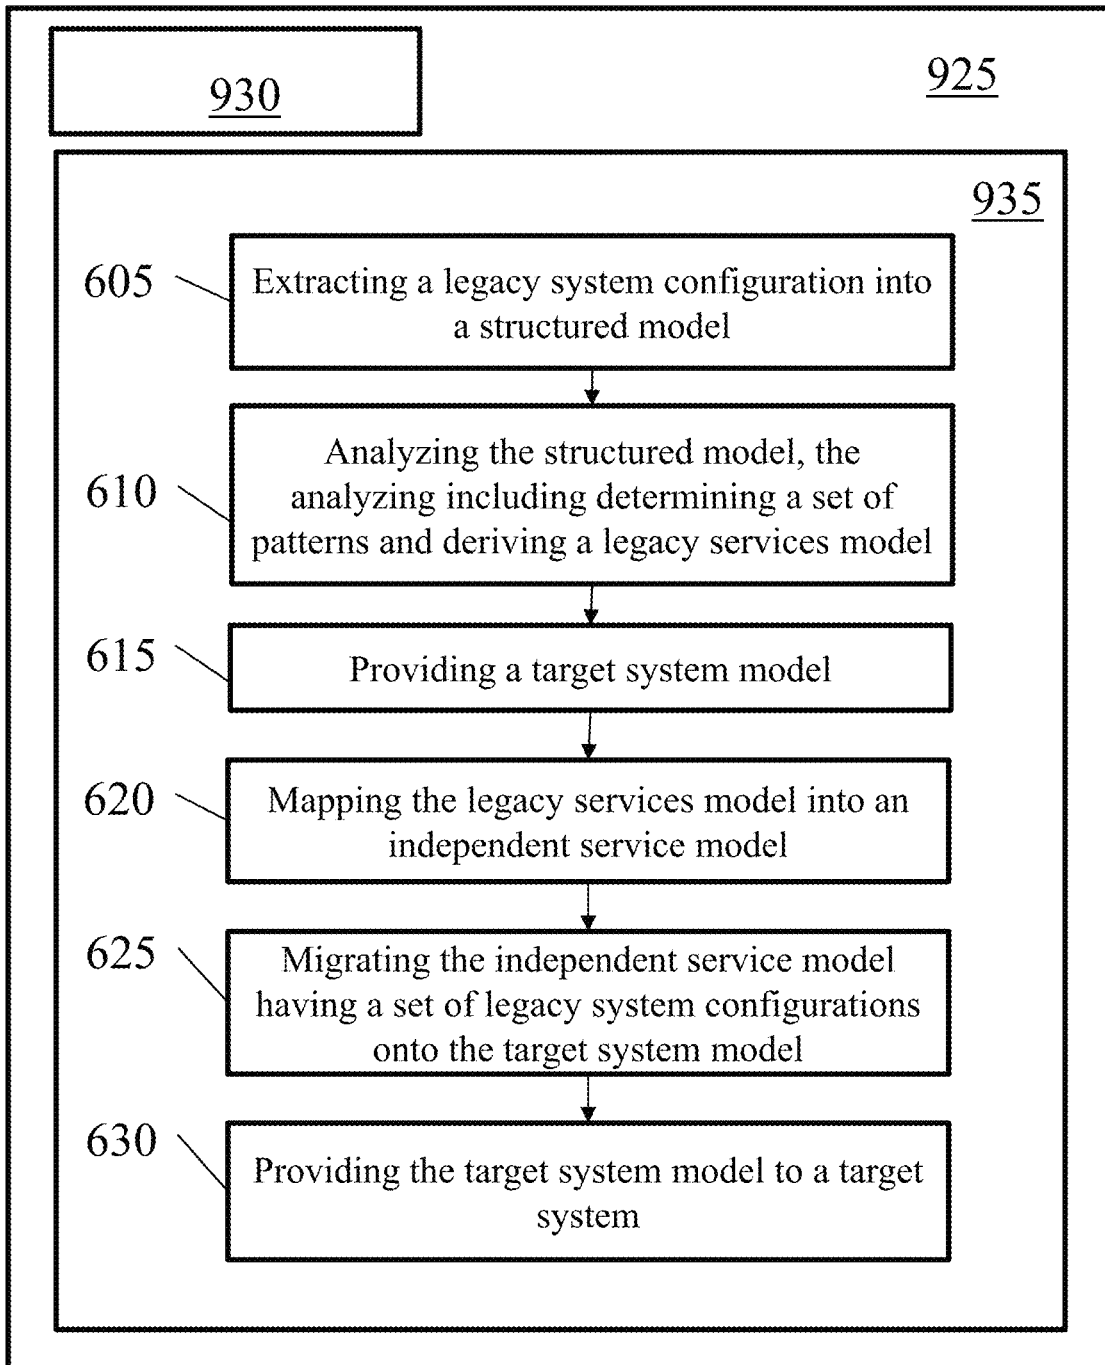 930
925
935
605
Extracting a legacy system configuration into
a structured model
610
Analyzing the structured model, the
analyzing including determining a set of
patterns and deriving a legacy services model
615
Providing a target system model
620
Mapping the legacy services model into an
independent service model
625
Migrating the independent service model
having a set of legacy system configurations
onto the target system model
630
Providing the target system model to a target
system